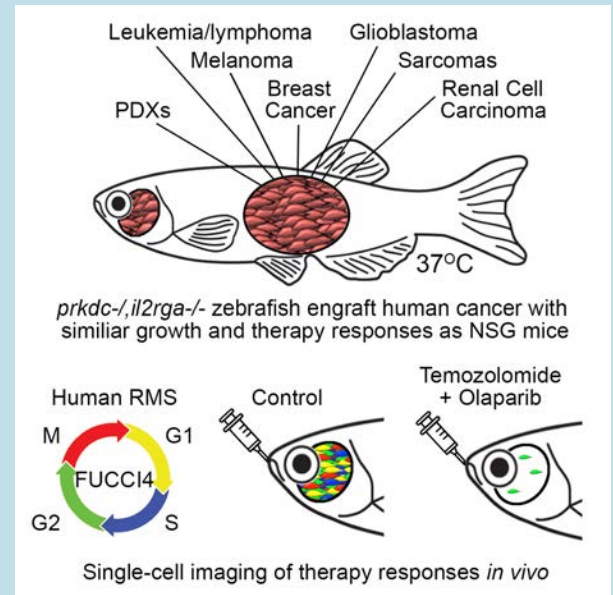 Leukemia/lymphoma
Glioblastoma
Melanoma
Sarcomas
PDXs
Breast
Cancer
Renal Cell
Carcinoma
37°C
prkdc-/,il2rga-/- zebrafish engraft human cancer with
similiar growth and therapy responses as NSG mice
Human RMS
Control
Temozolomide
+ Olaparib
M
G1
FUCCI4
G2
S
Single-cell imaging of therapy responses in vivo